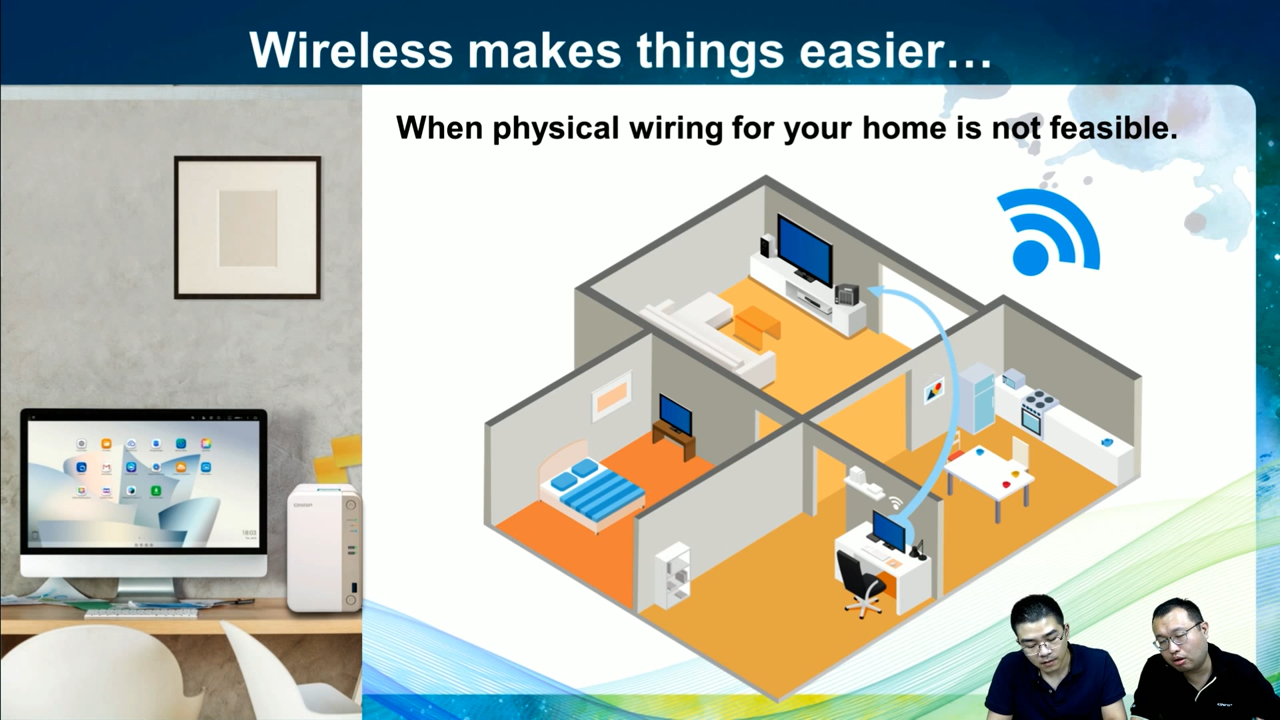 Wireless makes things easier…
When physical wiring for your home is not feasible.